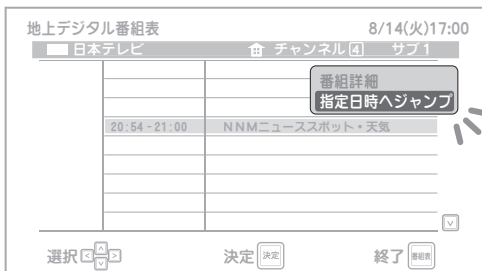 地上デジタル番組表 8/14(火)17:00
日本テレビ チャンネル4 サブ1
番組詳細
指定日時へジャンプ
20:54-21:00 NNMニューススポット・天気
選択 決定 決定 終了 番組表